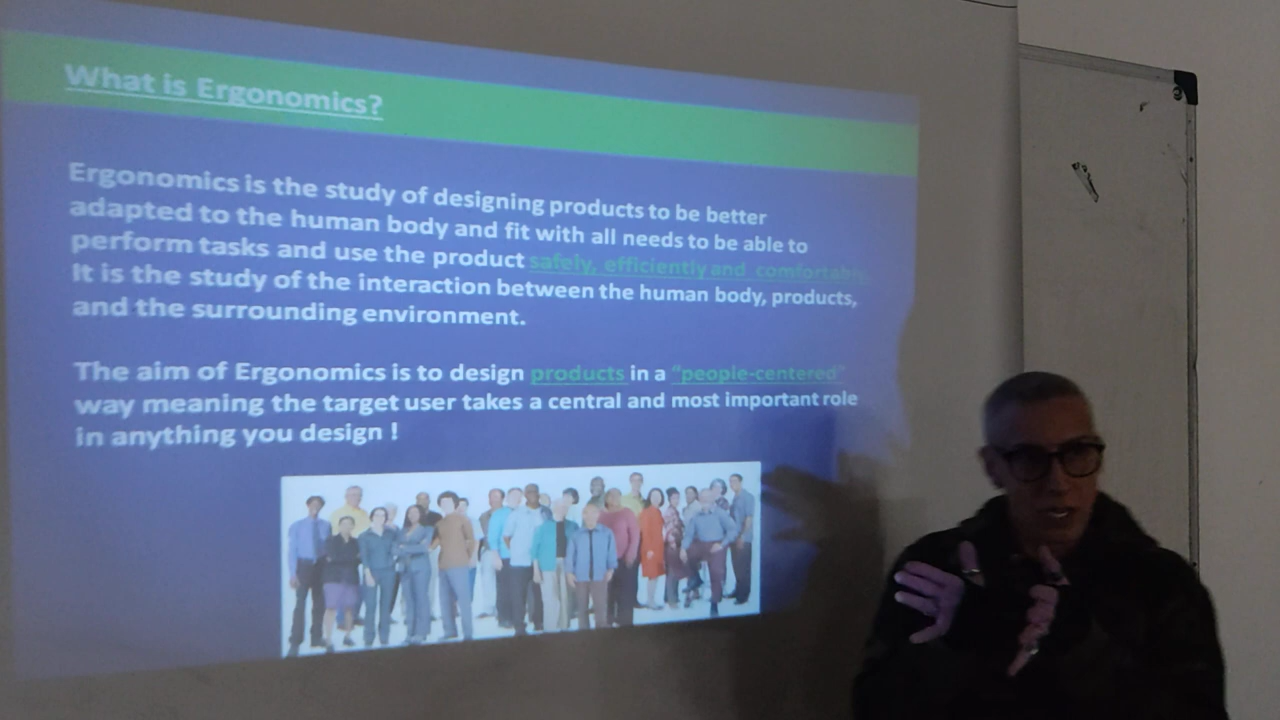 What is Ergonomics?
Ergonomics is the study of designing products to be better
adapted to the human body and fit with all needs to be able to
perform tasks and use the product safely, efficiently and comfortably.
It is the study of the interaction between the human body, products,
and the surrounding environment.
The aim of Ergonomics is to design products in a "people-centered"
way meaning the target user takes a central and most important role
in anything you design !